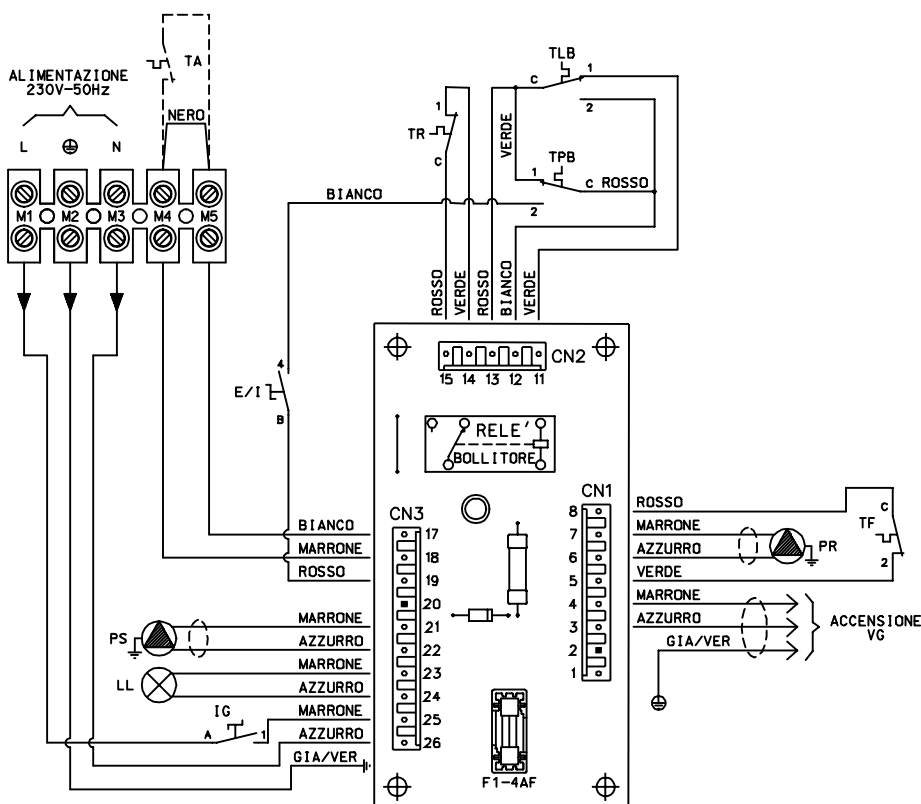 TA
TLB
ALIMENTAZIONE
230V-50Hz
C
1
2
NERO
1
TR
C
VERDE
TPB
1
C ROSSO
2
L
N
M1
M2
M3
M4
M5
BIANCO
ROSSO
VERDE
ROSSO
BIANCO
VERDE
CN2
15 14 13 12 11
4
E/I
B
RELE'
BOLLITORE
CN1
CN3
8
7
6
5
4
3
2
1
ROSSO
MARRONE
AZZURRO
VERDE
MARRONE
AZZURRO
GIA/VER
C
TF
2
PR
ACCENSIONE
VG
BIANCO 17
MARRONE 18
ROSSO 19
20
MARRONE 21
AZZURRO 22
MARRONE 23
AZZURRO 24
MARRONE 25
AZZURRO 26
GIA/VER
PS
LL
IG
A
1
F1-4AF